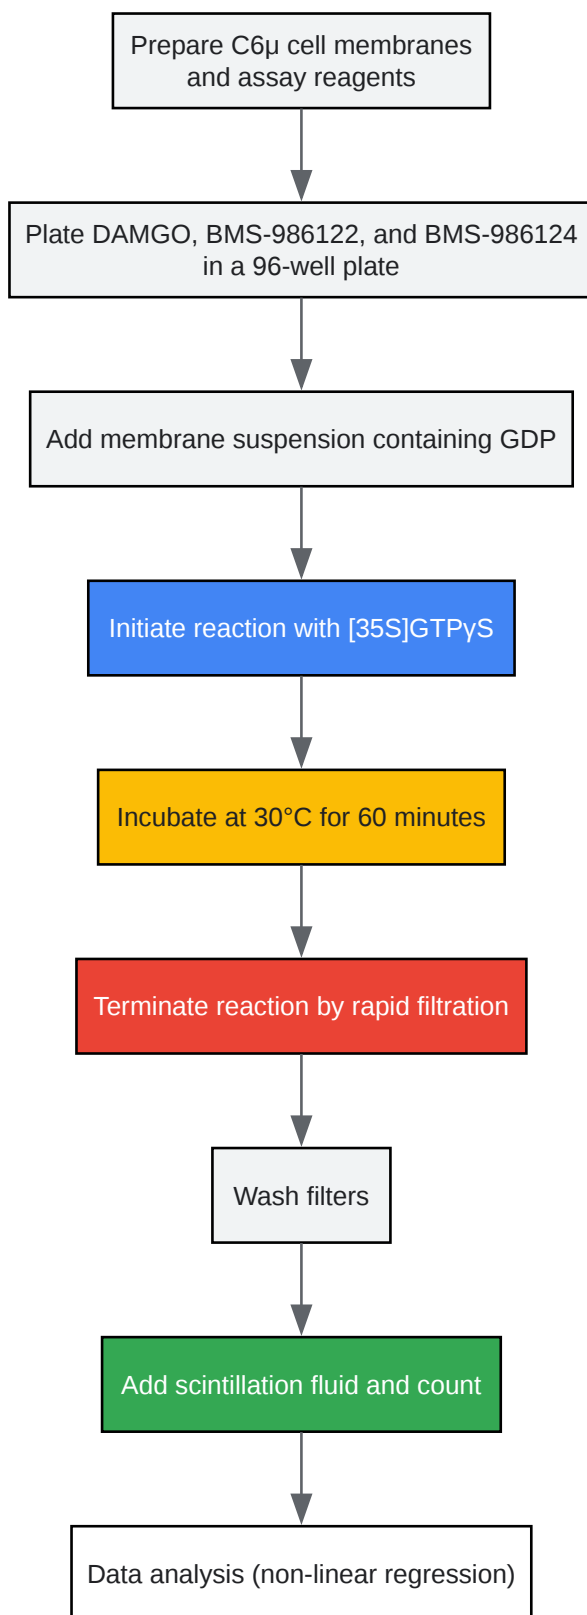 Prepare C6μ cell membranes
and assay reagents
Plate DAMGO, BMS-986122, and BMS-986124
in a 96-well plate
Add membrane suspension containing GDP
Initiate reaction with [35S]GTPγS
Incubate at 30°C for 60 minutes
Terminate reaction by rapid filtration
Wash filters
Add scintillation fluid and count
Data analysis (non-linear regression)